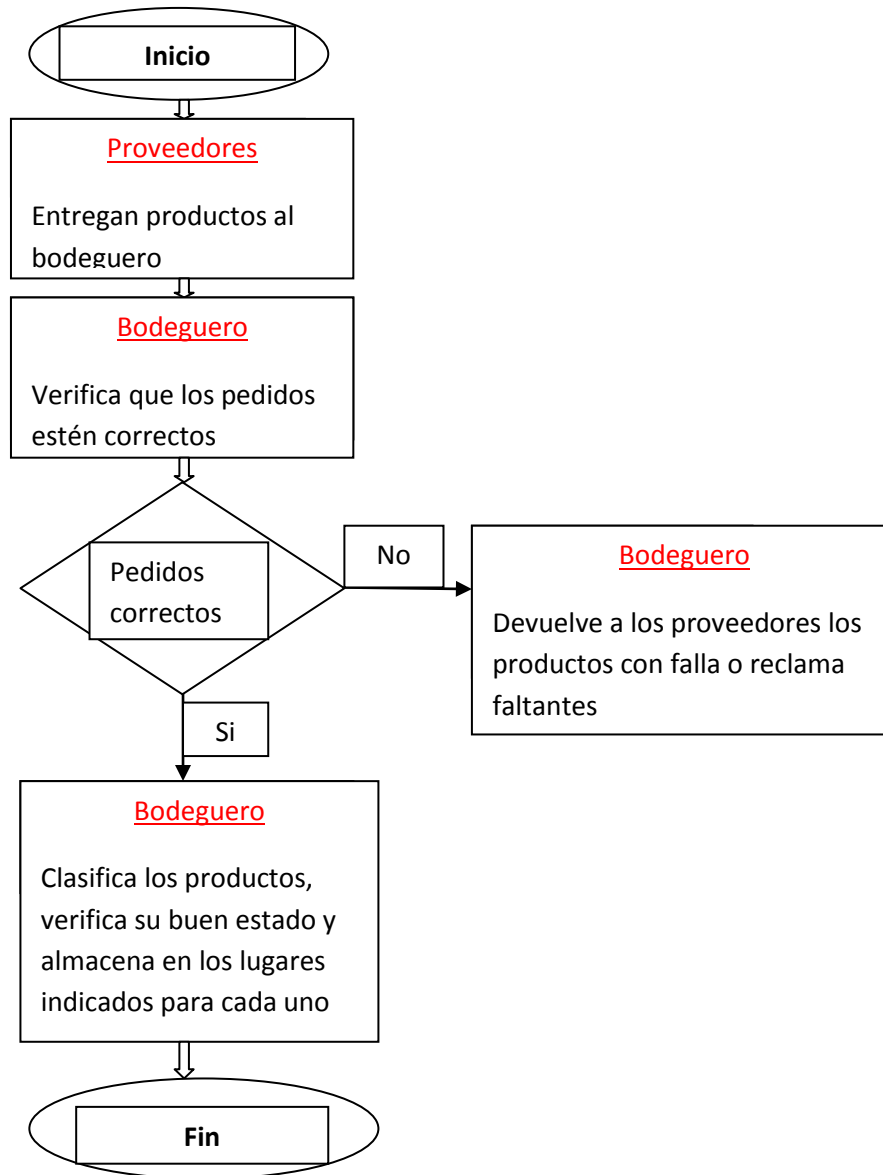 Inicio
Proveedores
Entregan productos al
bodeguero
Bodeguero
Verifica que los pedidos
estén correctos
Pedidos
correctos
No
Bodeguero
Devuelve a los proveedores los
productos con falla o reclama
faltantes
Si
Bodeguero
Clasifica los productos,
verifica su buen estado y
almacena en los lugares
indicados para cada uno
Fin